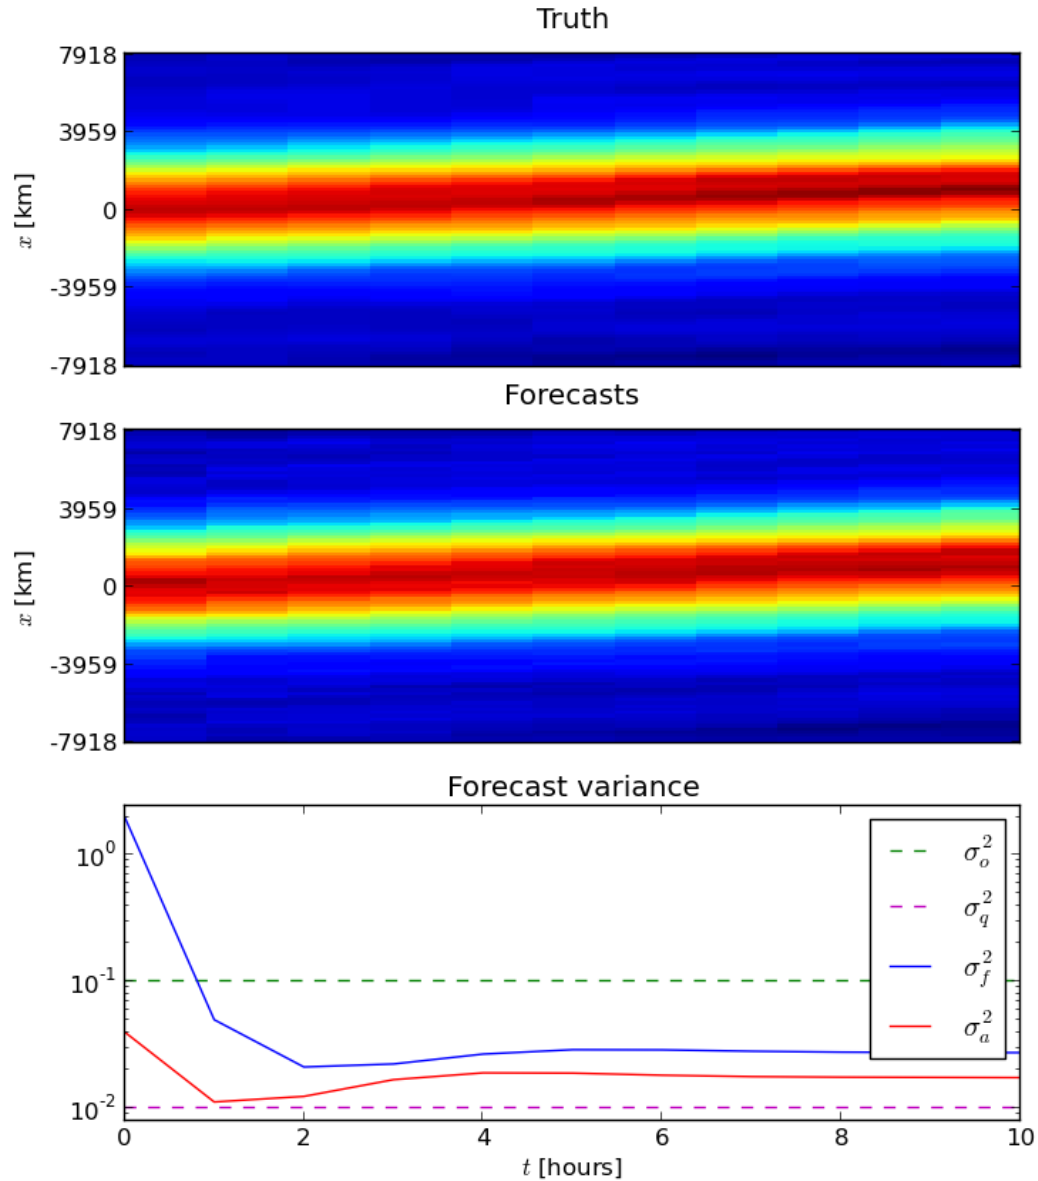 Truth
7918
3959
0
-3959
-7918
x [km]
Forecasts
7918
3959
0
-3959
-7918
x [km]
Forecast variance
10^0
10^-1
10^-2
0 2 4 6 8 10
t [hours]
σ_o^2
σ_q^2
σ_f^2
σ_a^2